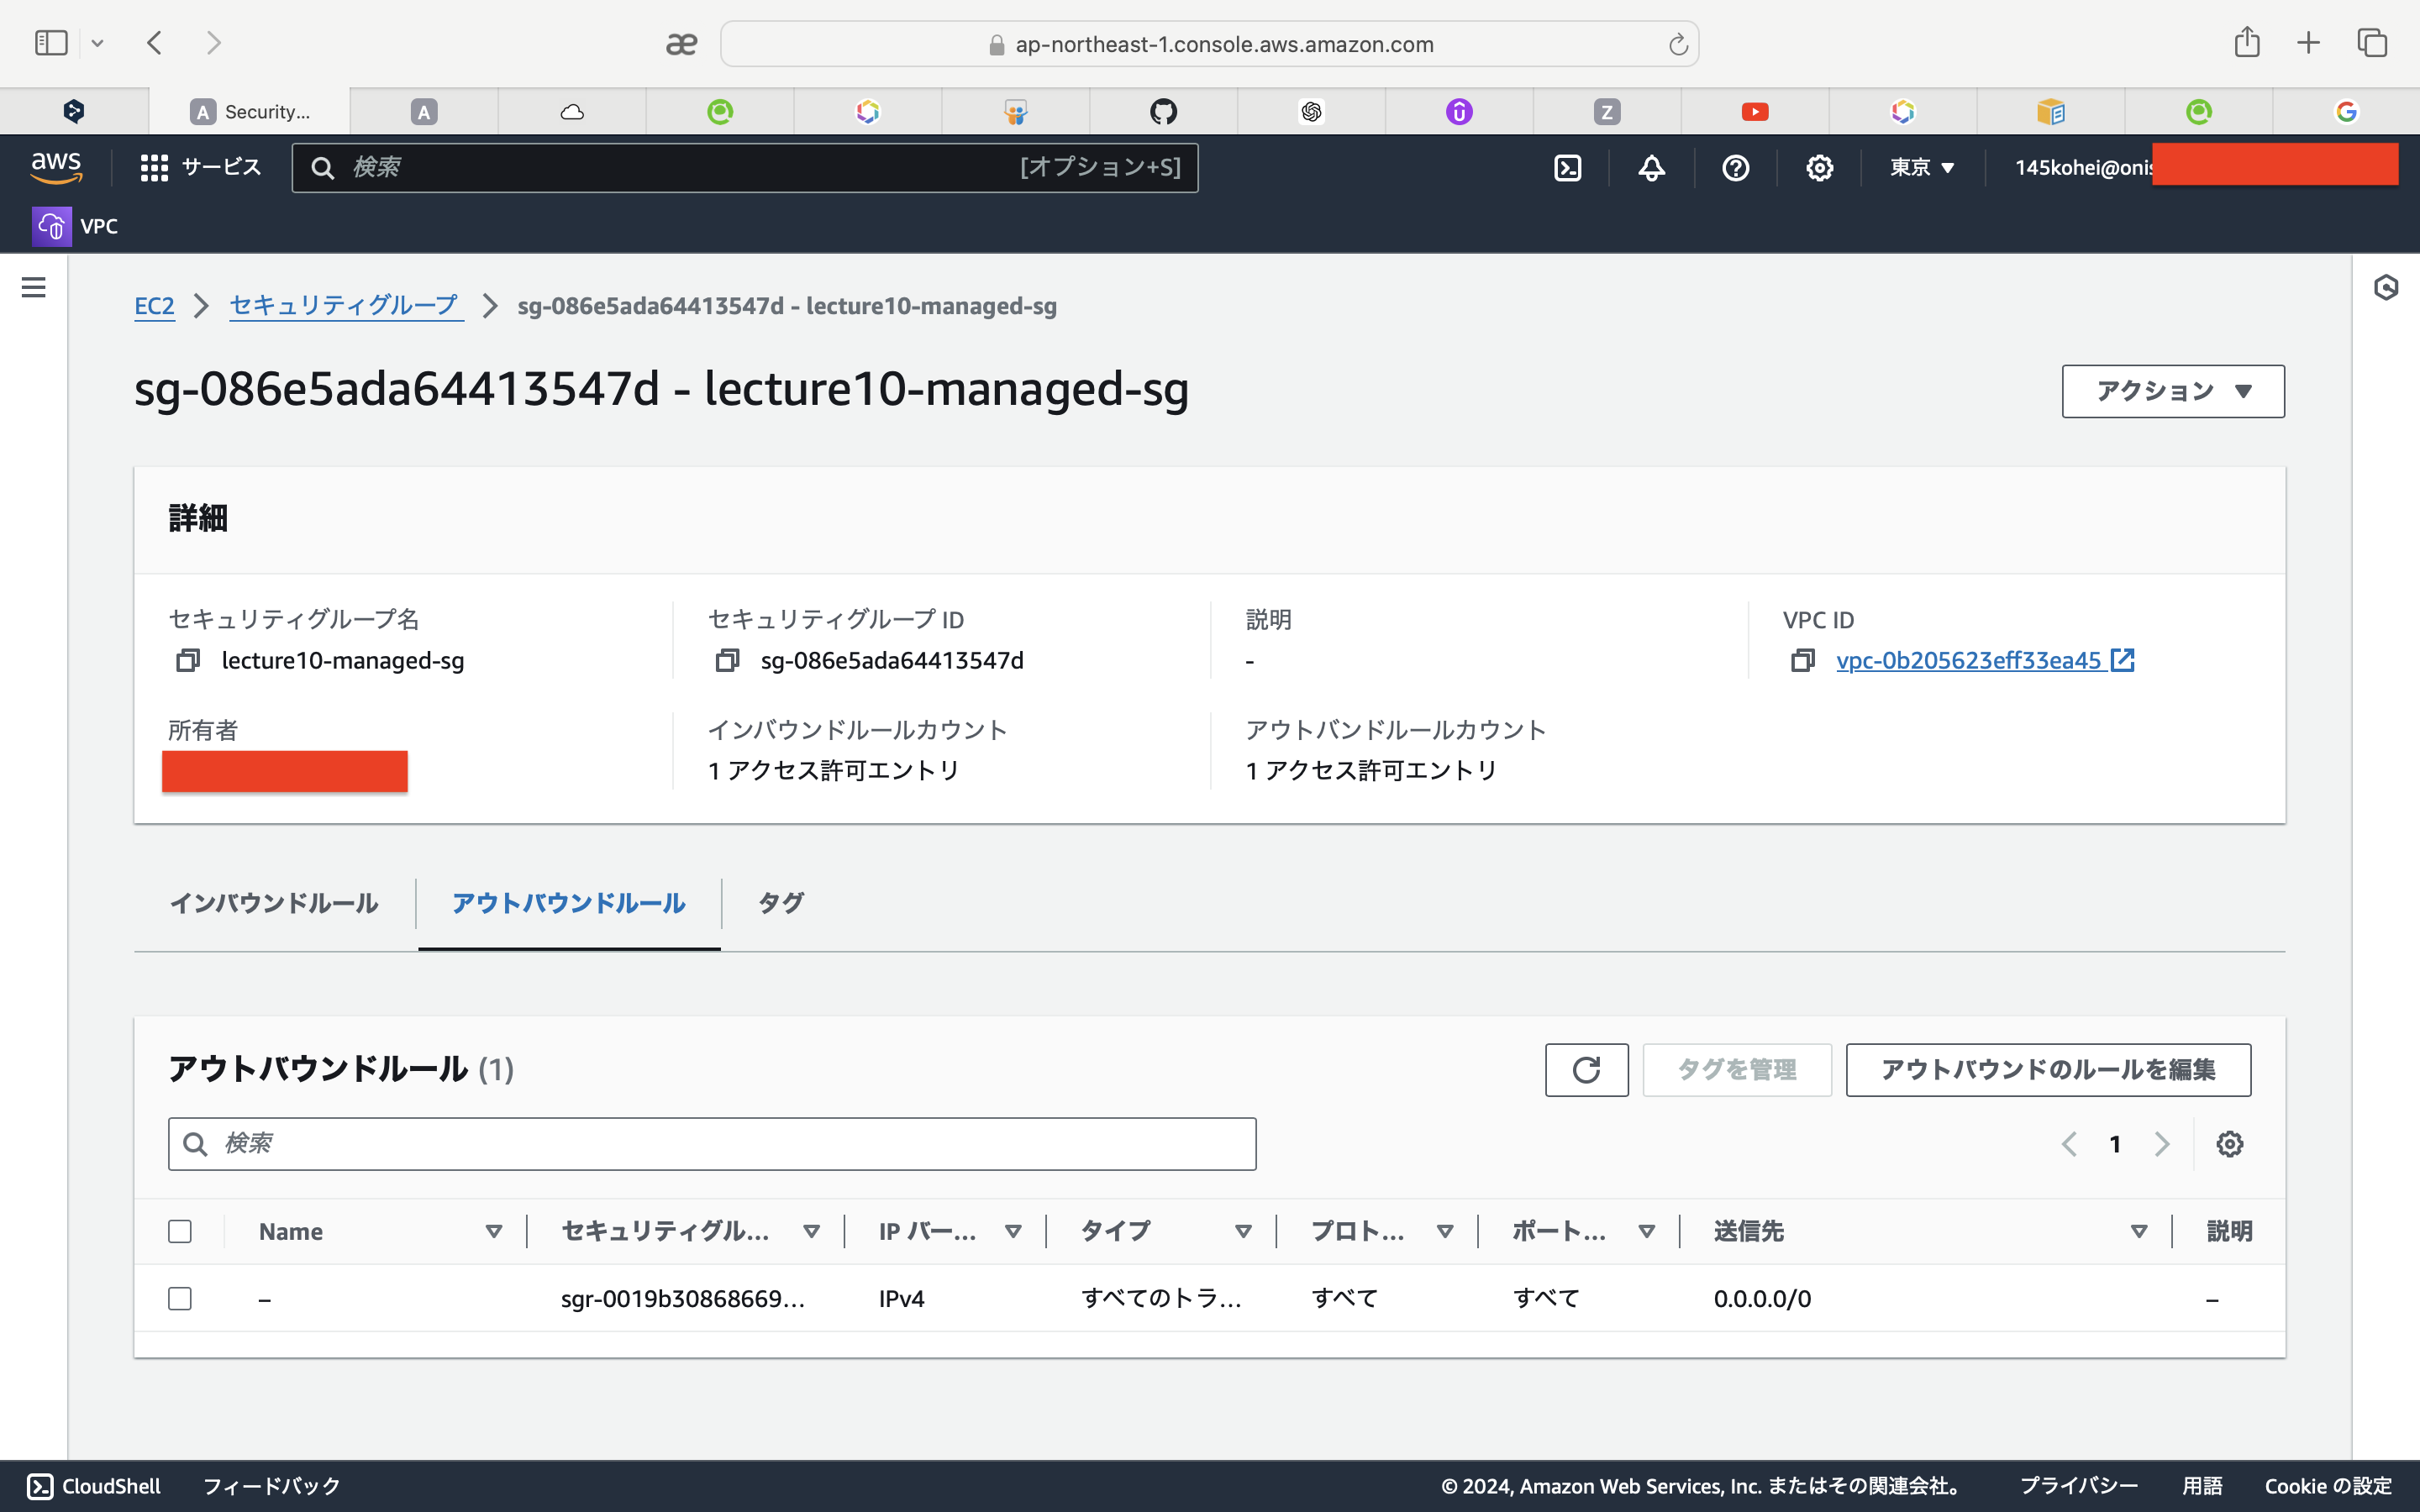 ap-northeast-1.console.aws.amazon.com
A Security... A Z
aws サービス 検索 [オプション+S] 東京 145kohei@onis
VPC
EC2 セキュリティグループ sg-086e5ada64413547d - lecture10-managed-sg
sg-086e5ada64413547d - lecture10-managed-sg
アクション
詳細
セキュリティグループ名 セキュリティグループ ID 説明 VPC ID
lecture10-managed-sg sg-086e5ada64413547d - vpc-0b205623eff33ea45
所有者 インバウンドルールカウント アウトバンドルールカウント
1 アクセス許可エントリ 1 アクセス許可エントリ
インバウンドルール アウトバウンドルール タグ
アウトバウンドルール (1) タグを管理 アウトバウンドのルールを編集
検索 1
Name セキュリティグル... IP バー... タイプ プロト... ポート... 送信先 説明
– sgr-0019b30868669... IPv4 すべてのトラ... すべて すべて 0.0.0.0/0 –
CloudShell フィードバック © 2024, Amazon Web Services, Inc. またはその関連会社。 プライバシー 用語 Cookie の設定